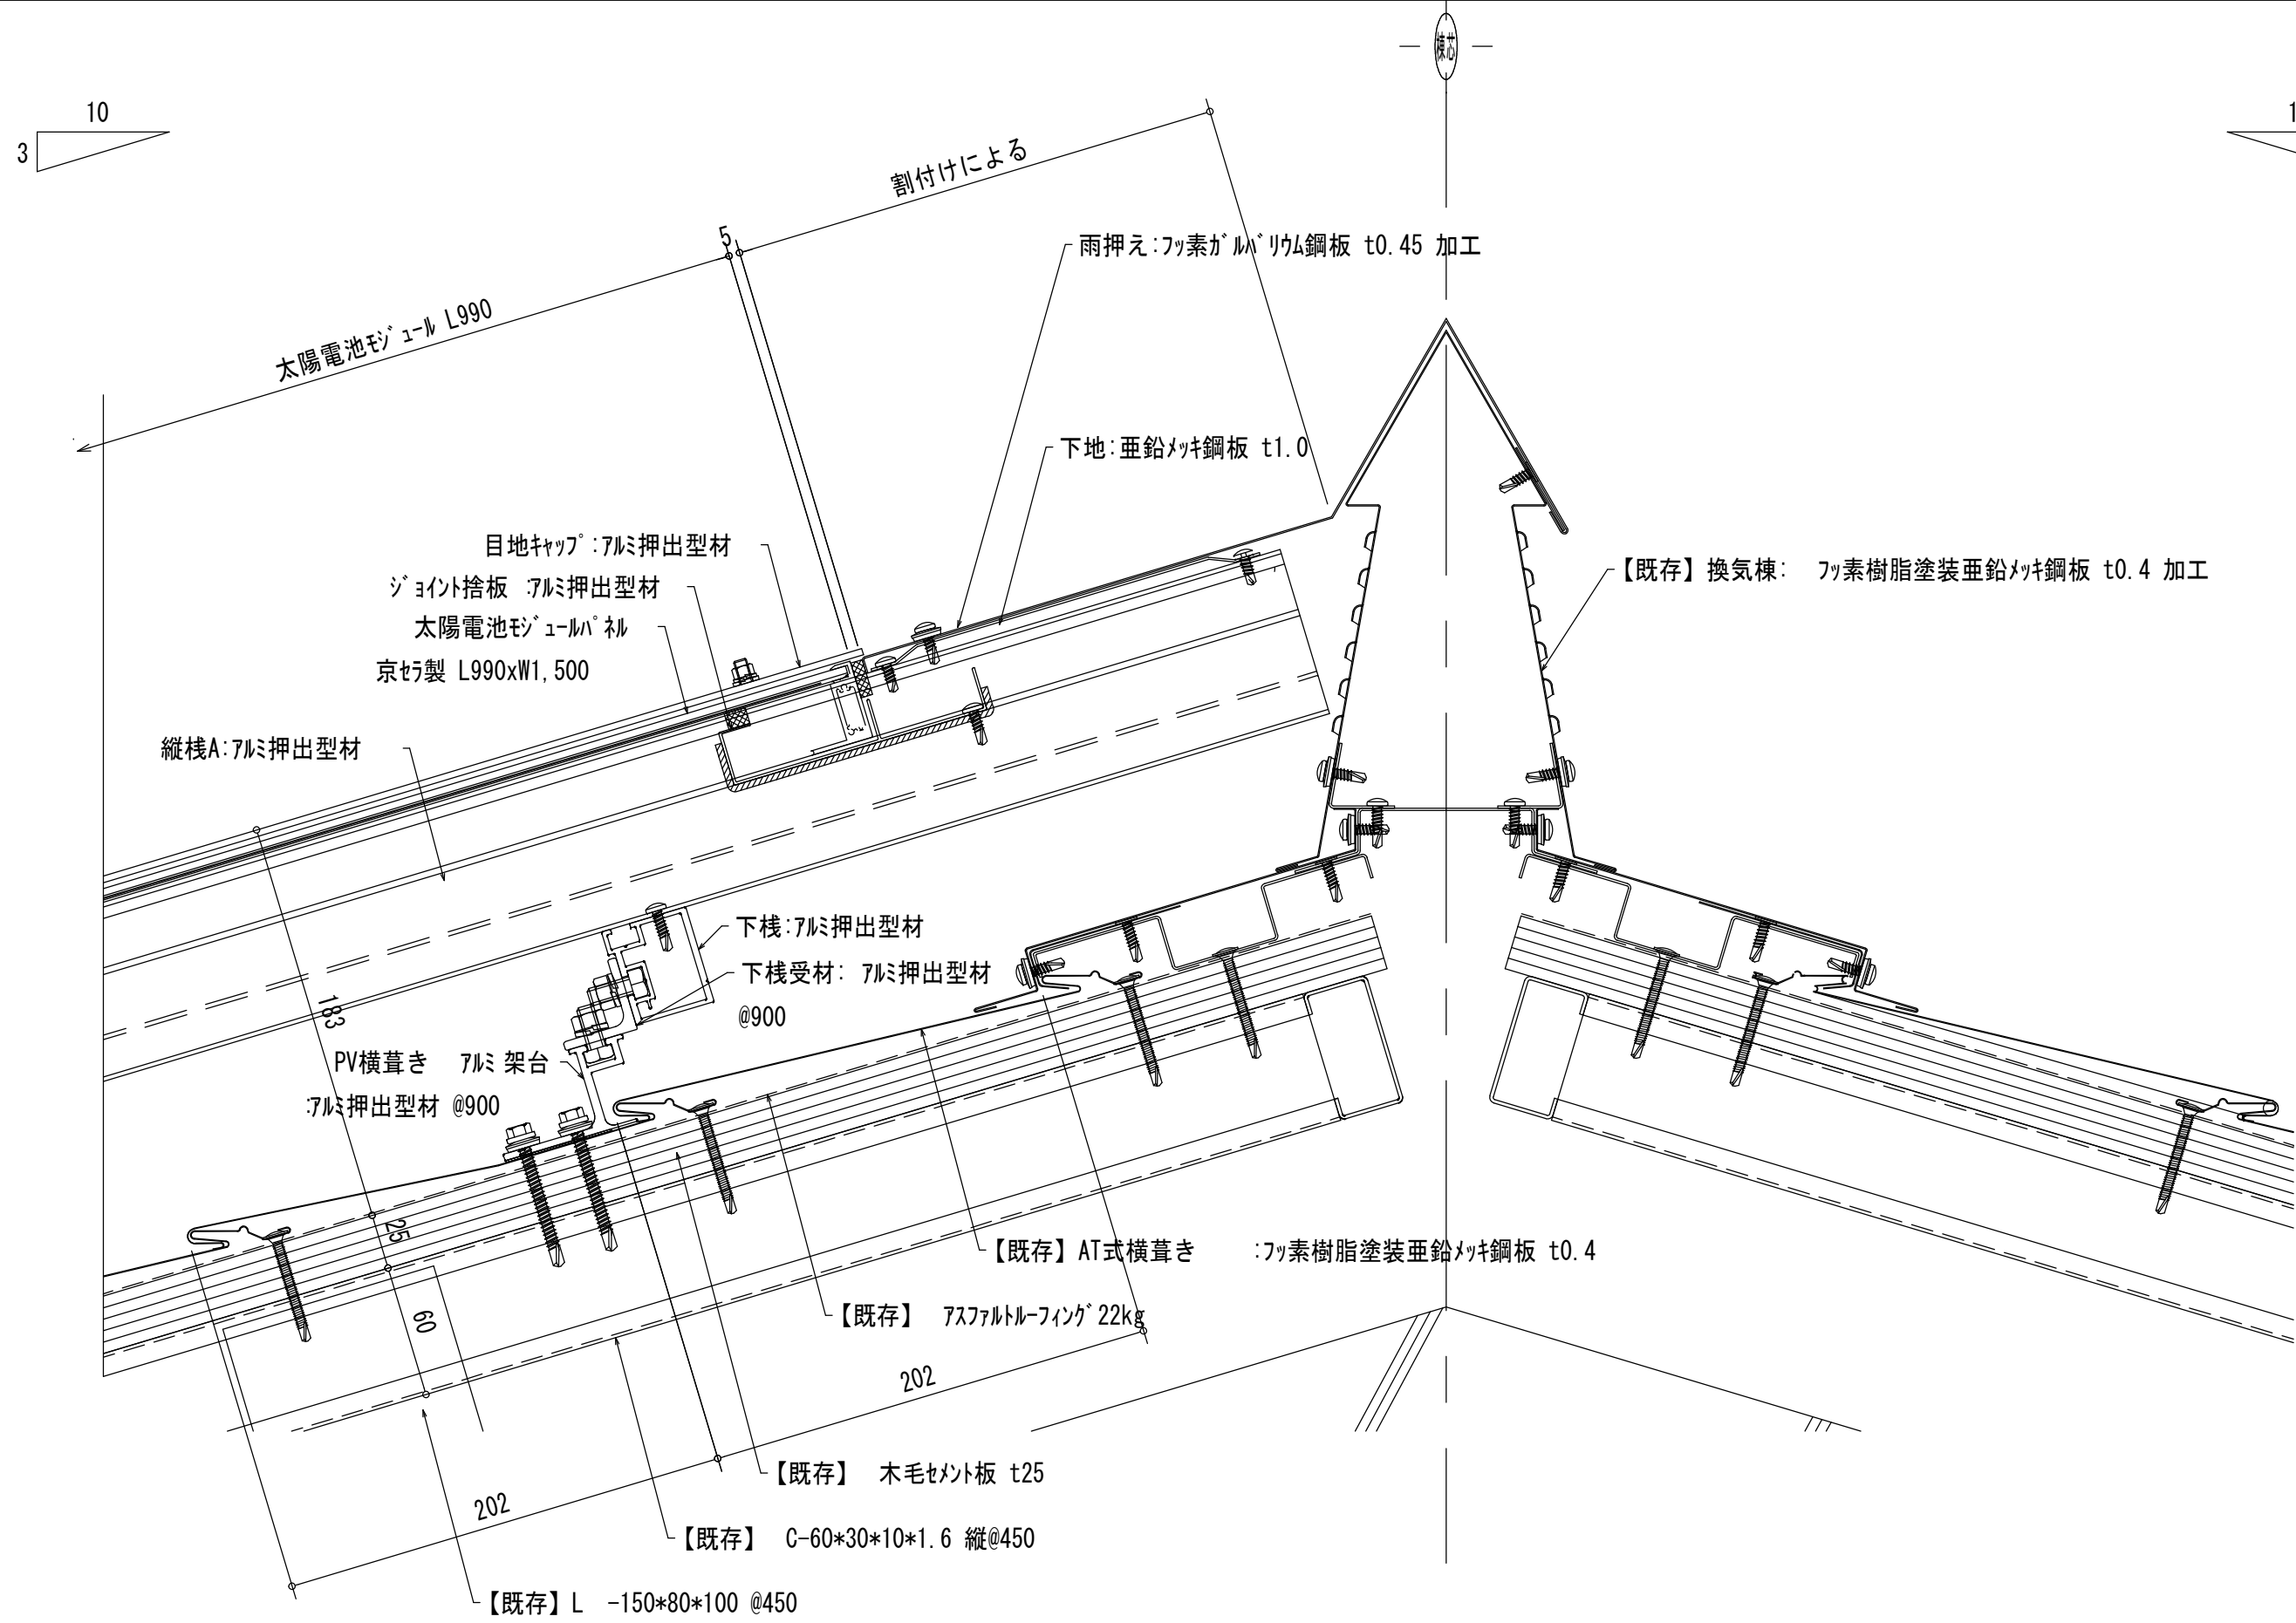 棟芯
10
3
1
割付けによる
5
雨押え:フッ素ガルバリウム鋼板 t0.45 加工
太陽電池モジュール L990
下地:亜鉛メッキ鋼板 t1.0
目地キャップ:アルミ押出型材
【既存】換気棟: フッ素樹脂塗装亜鉛メッキ鋼板 t0.4 加工
ジョイント捨板 :アルミ押出型材
太陽電池モジュールパネル
京セラ製 L990xW1,500
縦桟A:アルミ押出型材
下桟:アルミ押出型材
下桟受材: アルミ押出型材
@900
183
PV横葺き アルミ架台
:アルミ押出型材 @900
25
60
【既存】AT式横葺き :フッ素樹脂塗装亜鉛メッキ鋼板 t0.4
【既存】 アスファルトルーフィング22kg
202
【既存】 木毛セメント板 t25
202
【既存】 C-60*30*10*1.6 縦@450
【既存】L -150*80*100 @450